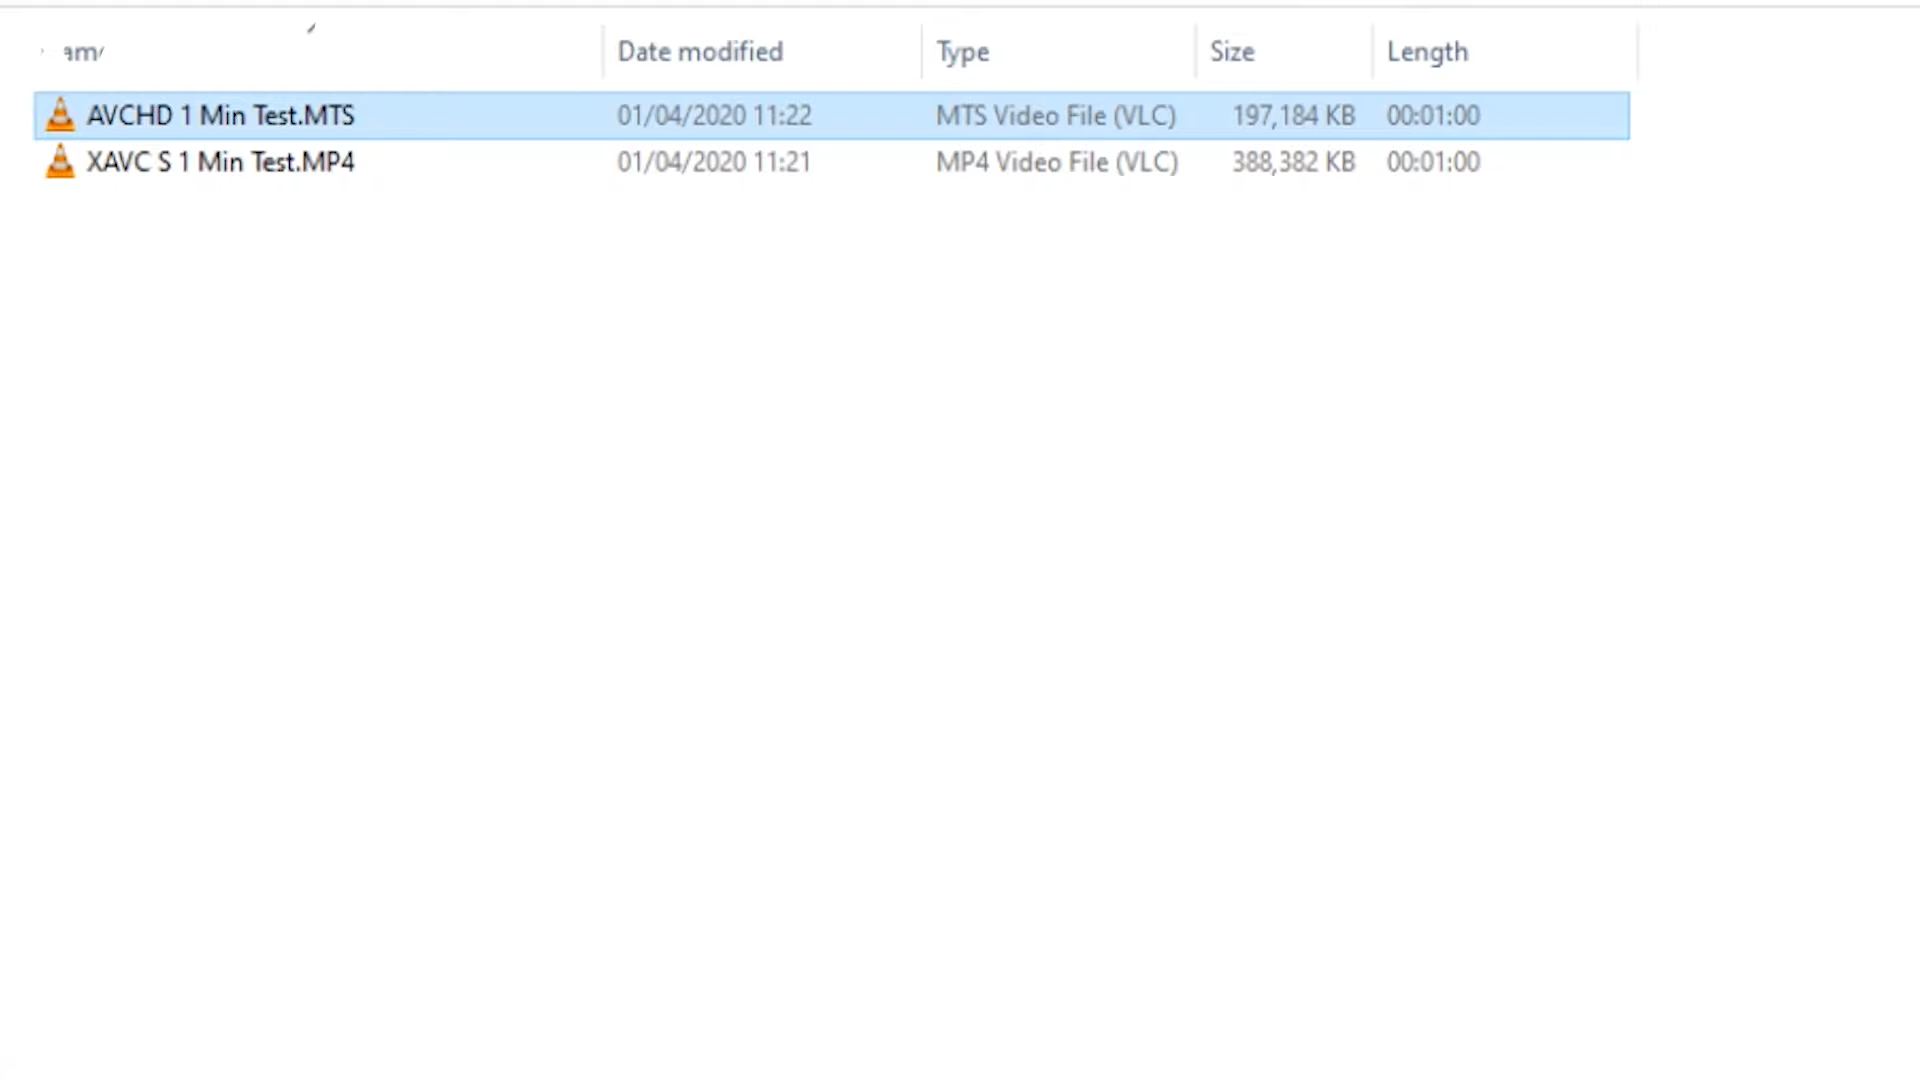 Date modified Type Size Length
AVCHD 1 Min Test.MTS 01/04/2020 11:22 MTS Video File (VLC) 197,184 KB 00:01:00
XAVC S 1 Min Test.MP4 01/04/2020 11:21 MP4 Video File (VLC) 388,382 KB 00:01:00